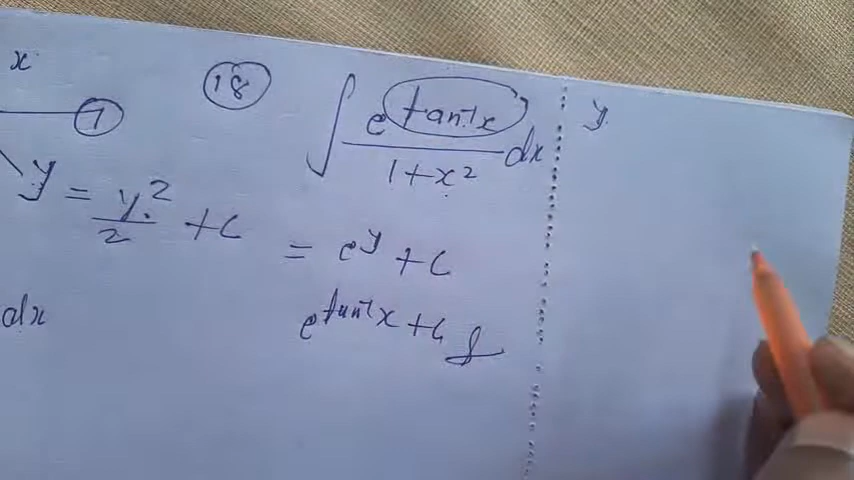 x
1
y = y²/2 + c
dx
18
∫ e^(tan⁻¹x) / 1+x² dx
= e^y + c
e^(tan⁻¹x) + c
y